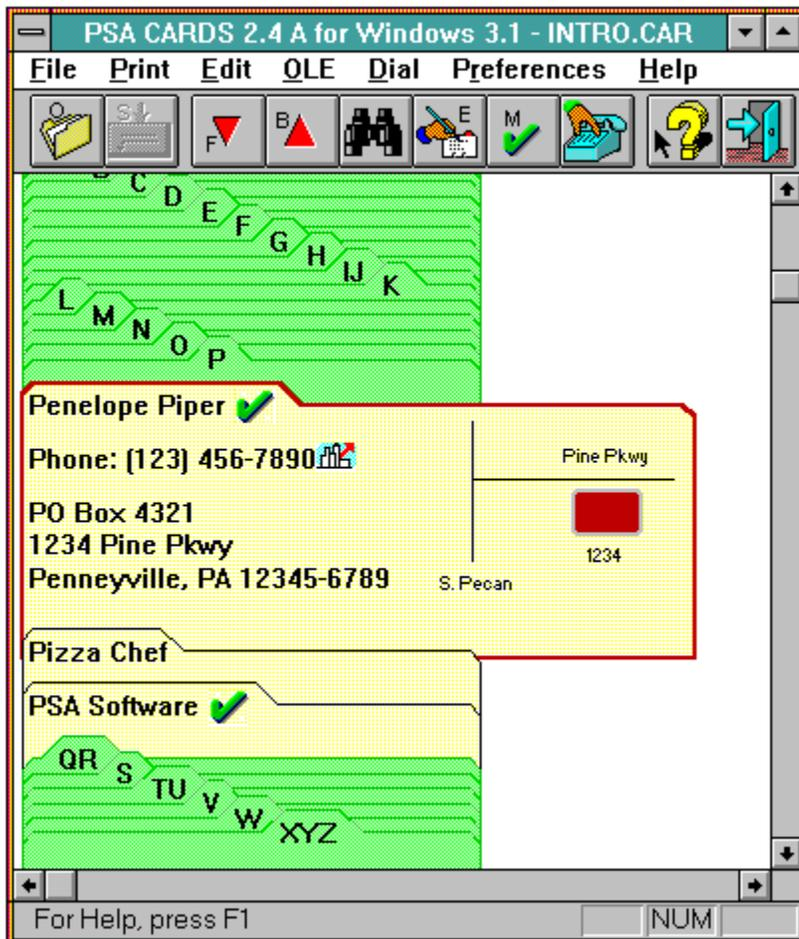 PSA CARDS 2.4 A for Windows 3.1 - INTRO.CAR
File Print Edit OLE Dial Preferences Help
O S F B E M
C
D
E
F
G
H
IJ
K
L
M
N
O
P
Penelope Piper
Phone: (123) 456-7890
PO Box 4321
1234 Pine Pkwy
Penneyville, PA 12345-6789
Pine Pkwy
1234
S. Pecan
Pizza Chef
PSA Software
QR
S
TU
V
W
XYZ
For Help, press F1 NUM